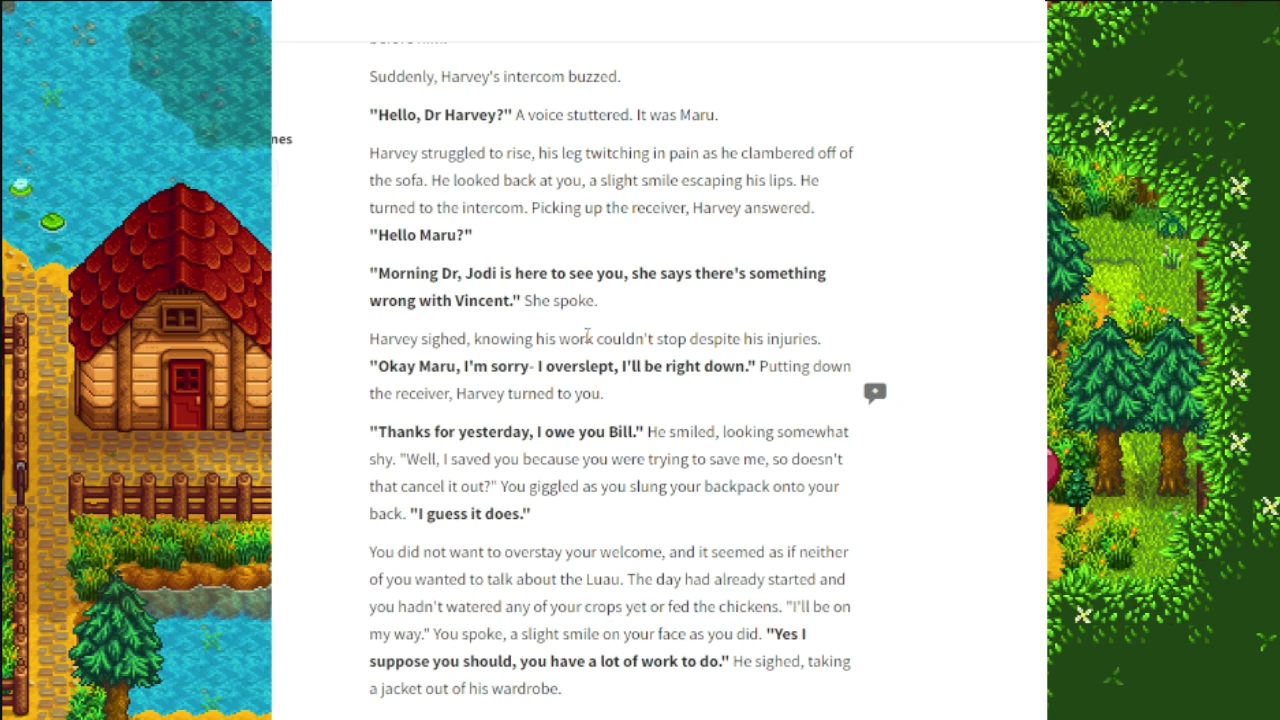 Suddenly, Harvey's intercom buzzed.
"Hello, Dr Harvey?" A voice stuttered. It was Maru.
nes
Harvey struggled to rise, his leg twitching in pain as he clambered off of
the sofa. He looked back at you, a slight smile escaping his lips. He
turned to the intercom. Picking up the receiver, Harvey answered.
"Hello Maru?"
"Morning Dr, Jodi is here to see you, she says there's something
wrong with Vincent." She spoke.
Harvey sighed, knowing his work couldn't stop despite his injuries.
"Okay Maru, I'm sorry- I overslept, I'll be right down." Putting down
the receiver, Harvey turned to you.
"Thanks for yesterday, I owe you Bill." He smiled, looking somewhat
shy. "Well, I saved you because you were trying to save me, so doesn't
that cancel it out?" You giggled as you slung your backpack onto your
back. "I guess it does."
You did not want to overstay your welcome, and it seemed as if neither
of you wanted to talk about the Luau. The day had already started and
you hadn't watered any of your crops yet or fed the chickens. "I'll be on
my way." You spoke, a slight smile on your face as you did. "Yes I
suppose you should, you have a lot of work to do." He sighed, taking
a jacket out of his wardrobe.